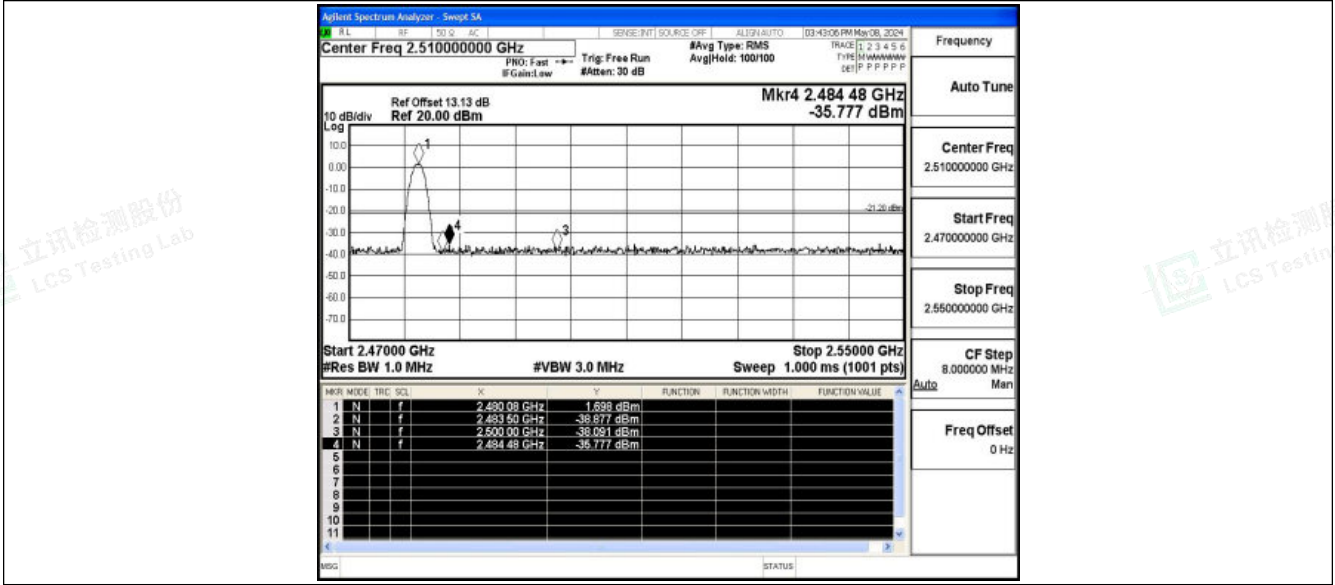 Agilent Spectrum Analyzer - Swept SA
RL RF 50 Ω AC SENSE:INT SOURCE OFF ALIGNAUTO 03:43:06 PM May 08, 2024
Center Freq 2.510000000 GHz
PNO: Fast
IFGain:Low
Trig: Free Run
#Atten: 30 dB
#Avg Type: RMS
Avg|Hold: 100/100
TRACE 1 2 3 4 5 6
TYPE M
DET P P P P P P
Frequency
Auto Tune
Center Freq
2.510000000 GHz
Start Freq
2.470000000 GHz
Stop Freq
2.550000000 GHz
CF Step
8.000000 MHz
Auto Man
Freq Offset
0 Hz
Mkr4 2.484 48 GHz
-35.777 dBm
Ref Offset 13.13 dB
10 dB/div Ref 20.00 dBm
Log
10.0
0.00
-10.0
-20.0
-30.0
-40.0
-50.0
-60.0
-70.0
1
4
3
-21.20 dBm
Start 2.47000 GHz Stop 2.55000 GHz
#Res BW 1.0 MHz #VBW 3.0 MHz Sweep 1.000 ms (1001 pts)
MKR MODE TRC SCL X Y FUNCTION FUNCTION WIDTH FUNCTION VALUE
1 N f 2.480 08 GHz 1.698 dBm
2 N f 2.483 50 GHz -38.877 dBm
3 N f 2.500 00 GHz -38.091 dBm
4 N f 2.484 48 GHz -35.777 dBm
5
6
7
8
9
10
11
MSG STATUS
立讯检测股份
LCS Testing Lab
立讯检测
LCS Testin